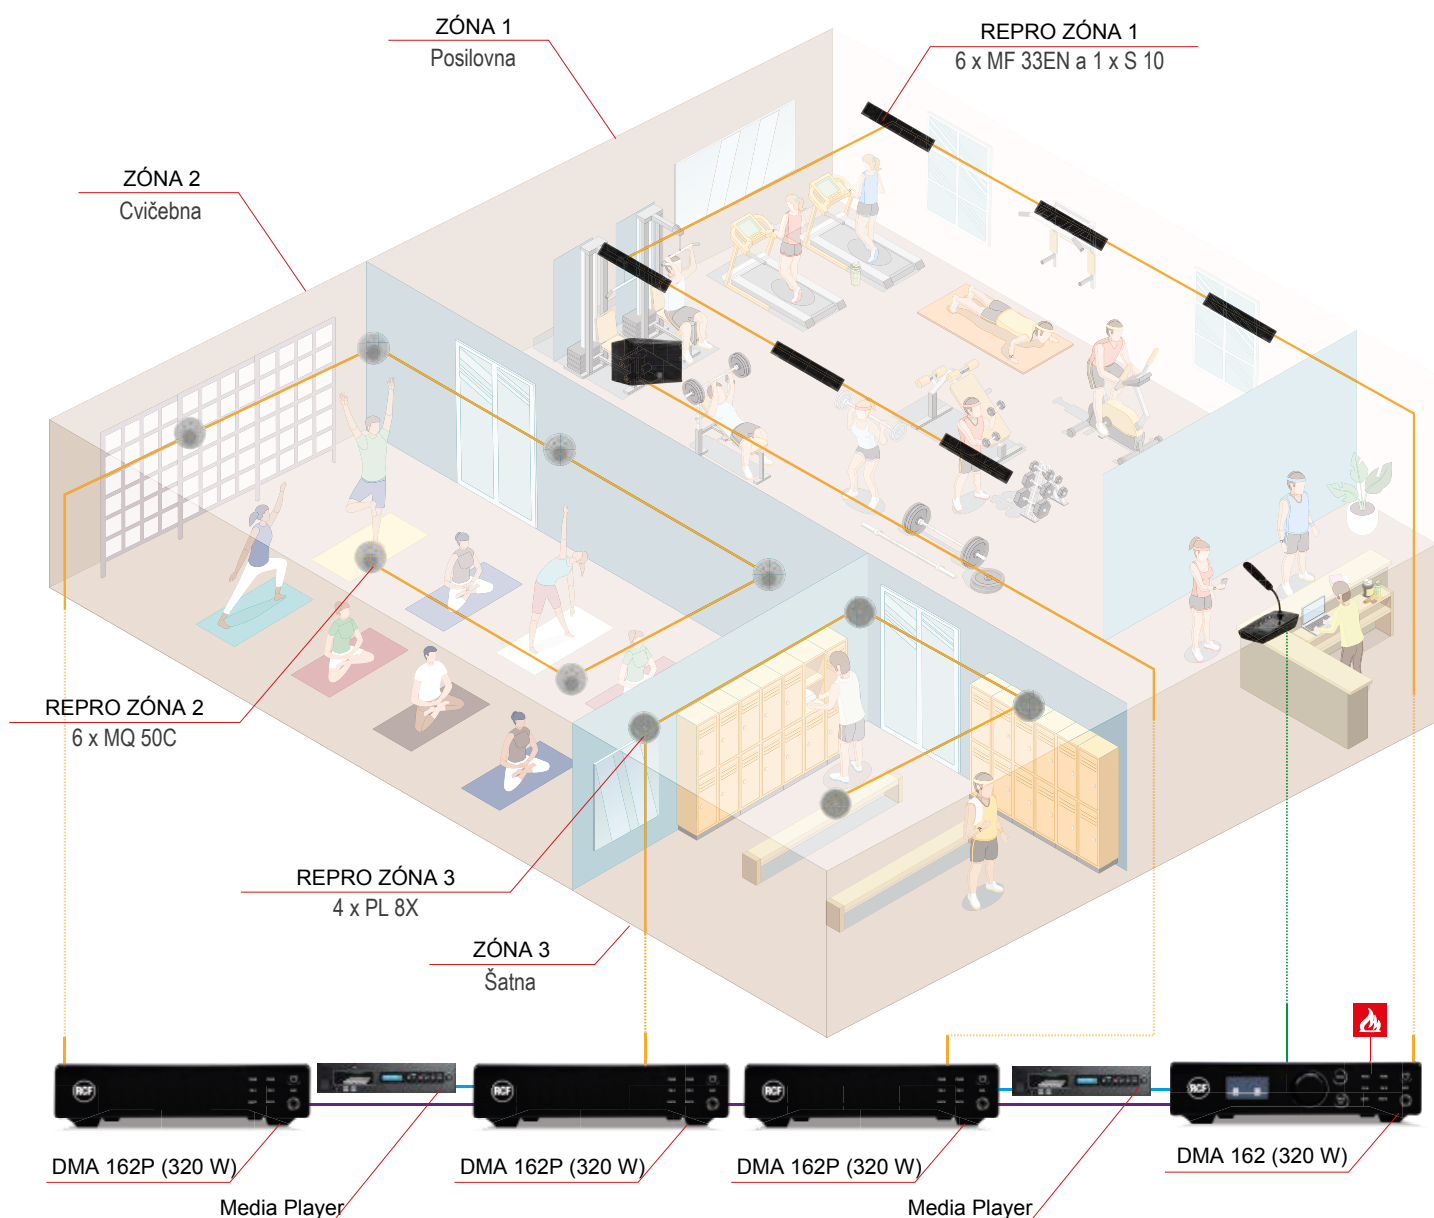 ZÓNA 1
Posilovna
REPRO ZÓNA 1
6 x MF 33EN a 1 x S 10
ZÓNA 2
Cvičebna
REPRO ZÓNA 2
6 x MQ 50C
REPRO ZÓNA 3
4 x PL 8X
ZÓNA 3
Šatna
RCF
RCF
RCF
RCF
DMA 162P (320 W)
DMA 162P (320 W)
DMA 162P (320 W)
DMA 162 (320 W)
Media Player
Media Player